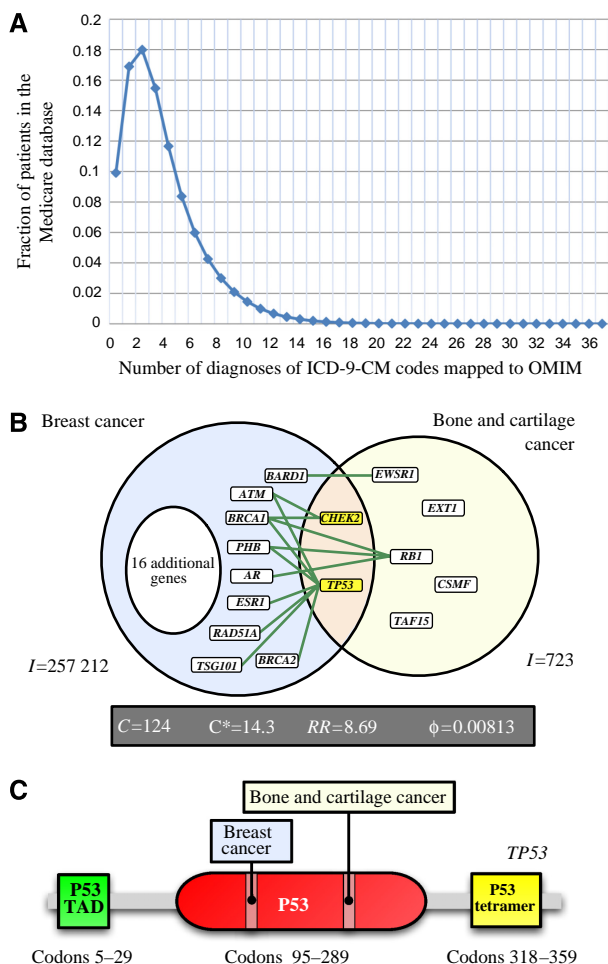 A
0.2
0.18
0.16
0.14
0.12
0.1
0.08
0.06
0.04
0.02
0
Fraction of patients in the
Medicare database
0 2 4 6 8 10 12 14 16 18 20 22 24 26 28 30 32 34 36
Number of diagnoses of ICD-9-CM codes mapped to OMIM
B
Breast cancer
Bone and cartilage
cancer
BARD1
EWSR1
ATM
EXT1
BRCA1
CHEK2
PHB
RB1
16 additional
genes
AR
TP53
CSMF
ESR1
TAF15
RAD51A
TSG101
BRCA2
I=257 212
I=723
C=124 C*=14.3 RR=8.69 ϕ=0.00813
C
Bone and cartilage cancer
Breast
cancer
TP53
P53
TAD
P53
P53
tetramer
Codons 5–29
Codons 95–289
Codons 318–359